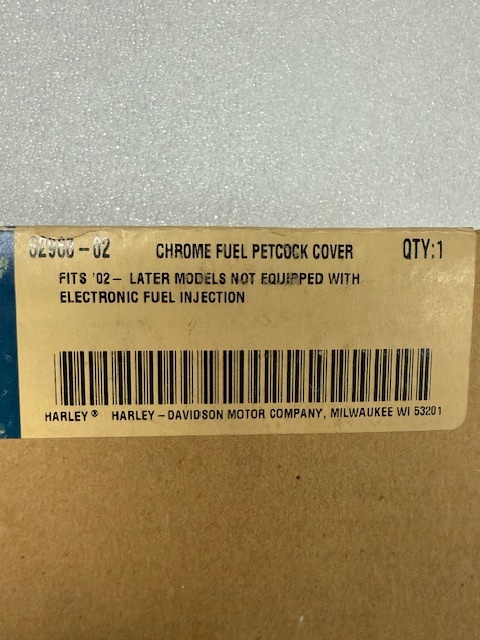 CHROME FUEL PETCOCK COVER QTY:1
FITS '02– LATER MODELS NOT EQUIPPED WITH
ELECTRONIC FUEL INJECTION
HARLEY® HARLEY–DAVIDSON MOTOR COMPANY, MILWAUKEE WI 53201